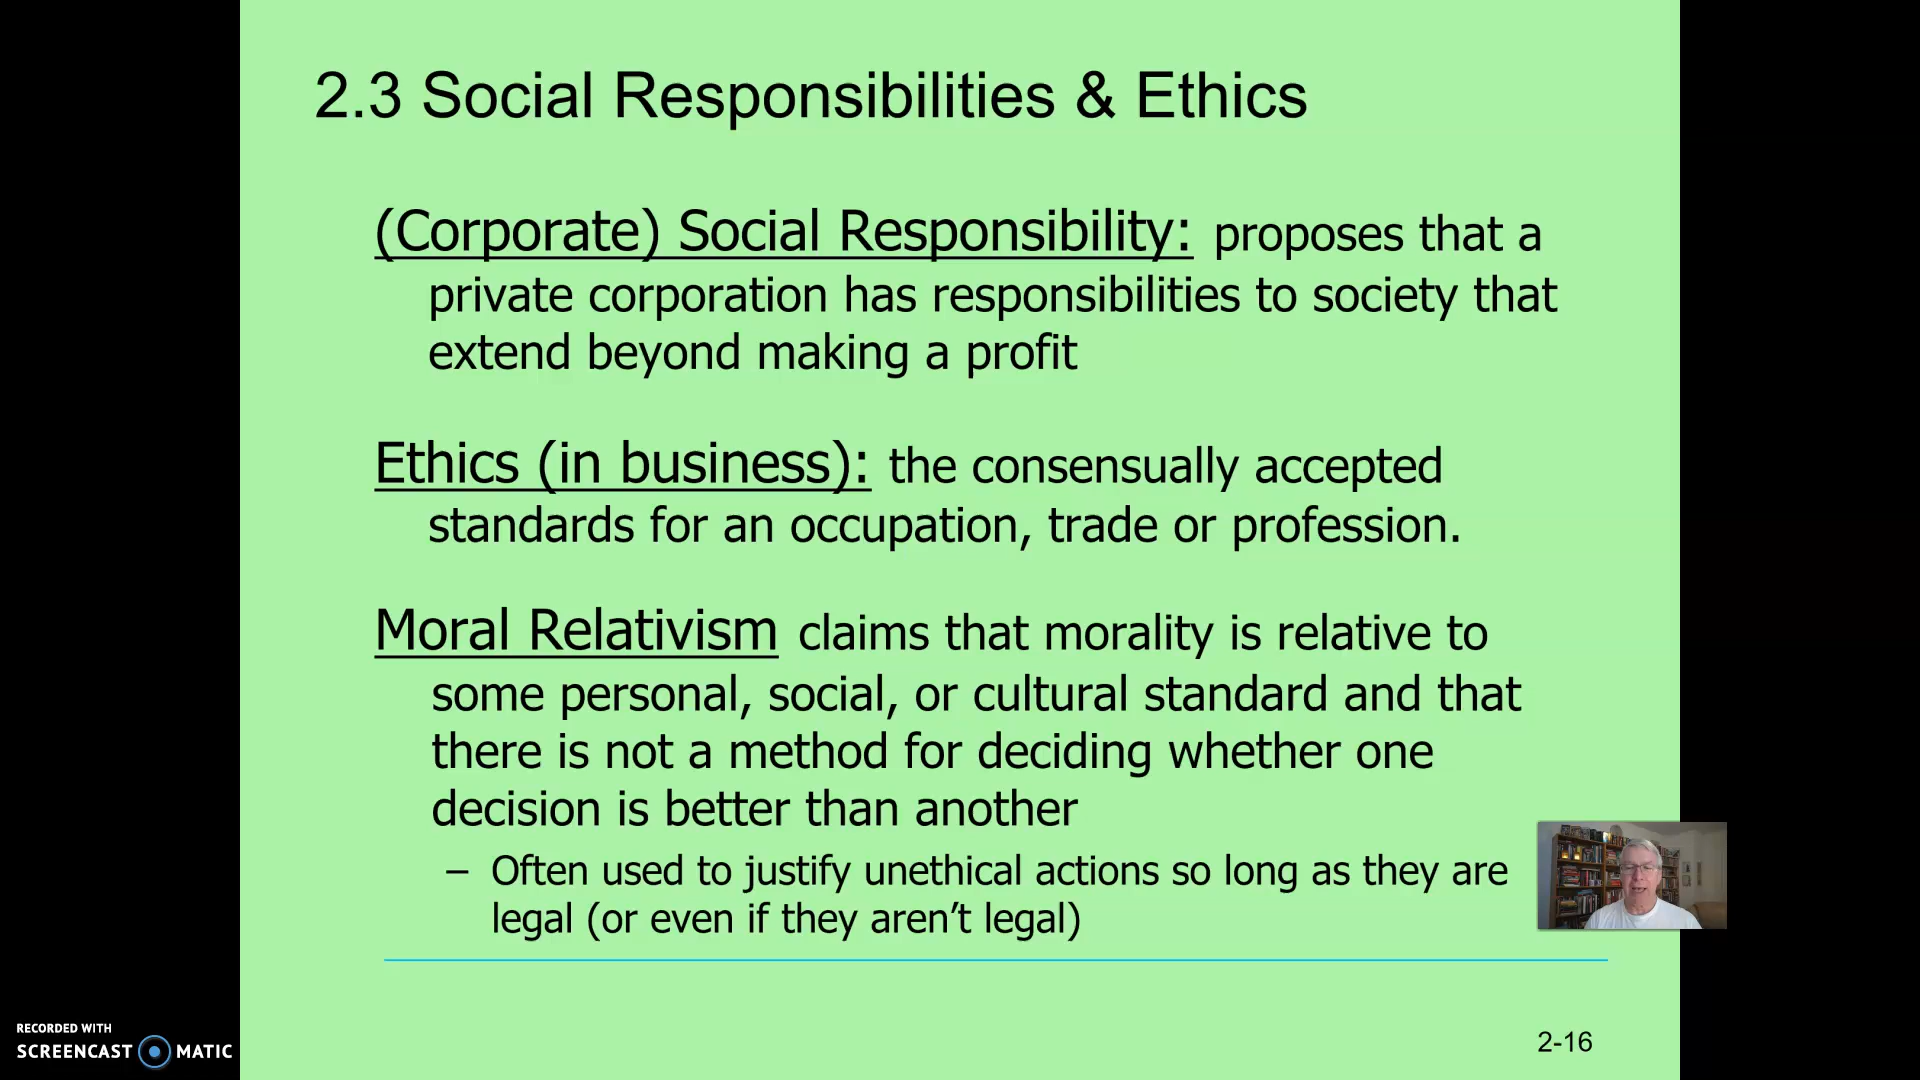 2.3 Social Responsibilities & Ethics
(Corporate) Social Responsibility: proposes that a
private corporation has responsibilities to society that
extend beyond making a profit
Ethics (in business): the consensually accepted
standards for an occupation, trade or profession.
Moral Relativism claims that morality is relative to
some personal, social, or cultural standard and that
there is not a method for deciding whether one
decision is better than another
– Often used to justify unethical actions so long as they are
legal (or even if they aren’t legal)
2-16
RECORDED WITH
SCREENCAST MATIC